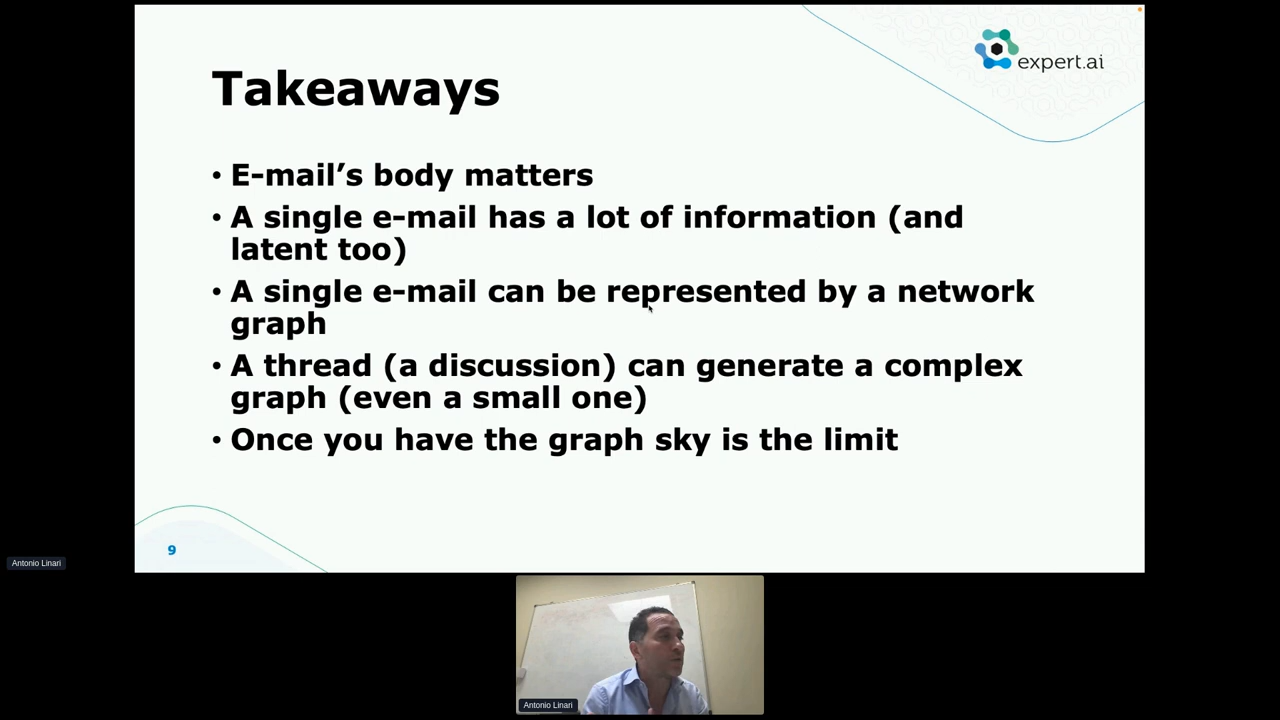 expert.ai
Takeaways
• E-mail’s body matters
• A single e-mail has a lot of information (and
latent too)
• A single e-mail can be represented by a network
graph
• A thread (a discussion) can generate a complex
graph (even a small one)
• Once you have the graph sky is the limit
9
Antonio Linari
Antonio Linari